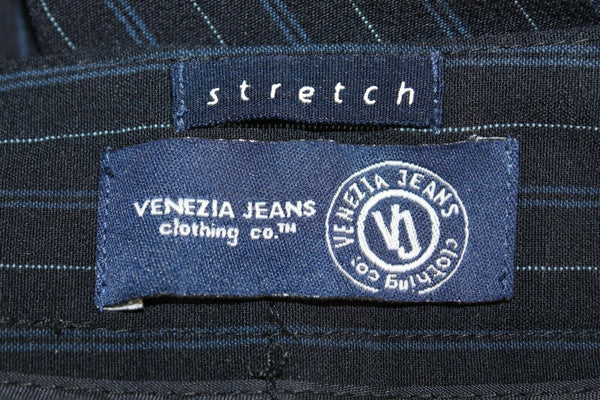 stretch
VENEZIA JEANS
clothing co.™
VENEZIA JEANS
clothing co.
VJ